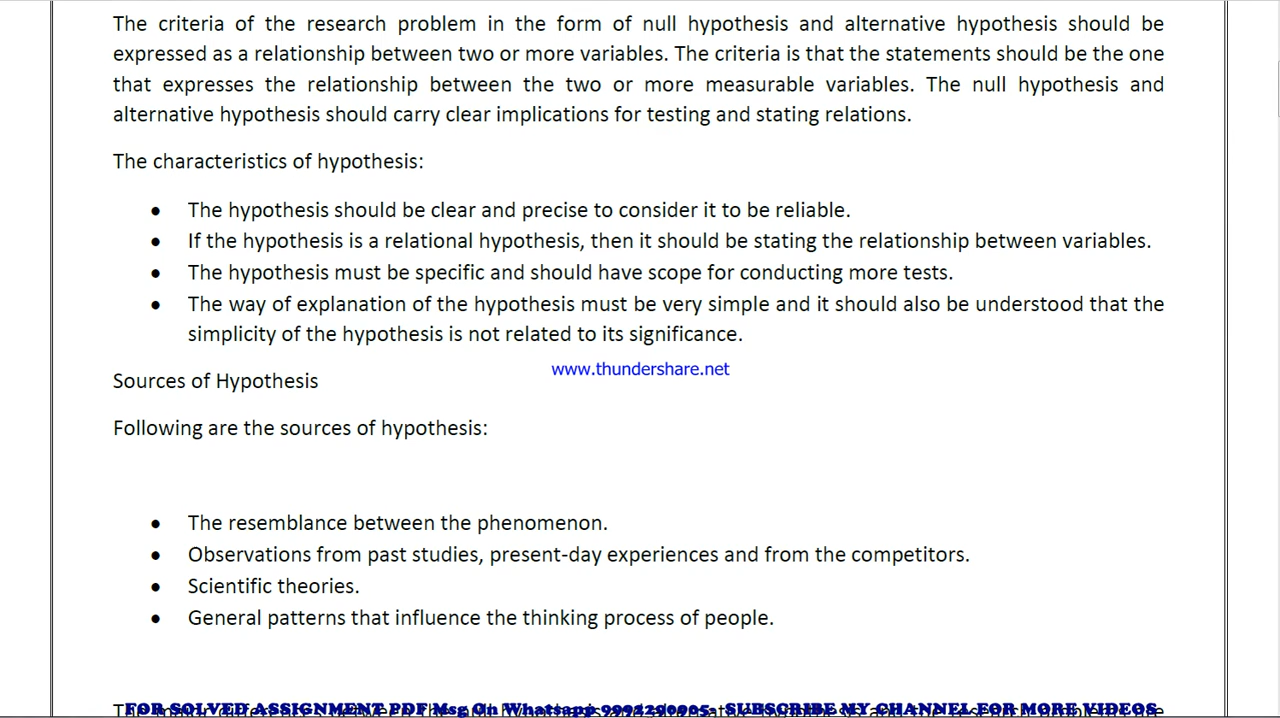 The criteria of the research problem in the form of null hypothesis and alternative hypothesis should be
expressed as a relationship between two or more variables. The criteria is that the statements should be the one
that expresses the relationship between the two or more measurable variables. The null hypothesis and
alternative hypothesis should carry clear implications for testing and stating relations.
The characteristics of hypothesis:
• The hypothesis should be clear and precise to consider it to be reliable.
• If the hypothesis is a relational hypothesis, then it should be stating the relationship between variables.
• The hypothesis must be specific and should have scope for conducting more tests.
• The way of explanation of the hypothesis must be very simple and it should also be understood that the
simplicity of the hypothesis is not related to its significance.
www.thundershare.net
Sources of Hypothesis
Following are the sources of hypothesis:
• The resemblance between the phenomenon.
• Observations from past studies, present-day experiences and from the competitors.
• Scientific theories.
• General patterns that influence the thinking process of people.
FOR SOLVED ASSIGNMENT PDF Msg On Whatsapp 9992290905- SUBSCRIBE MY CHANNEL FOR MORE VIDEOS